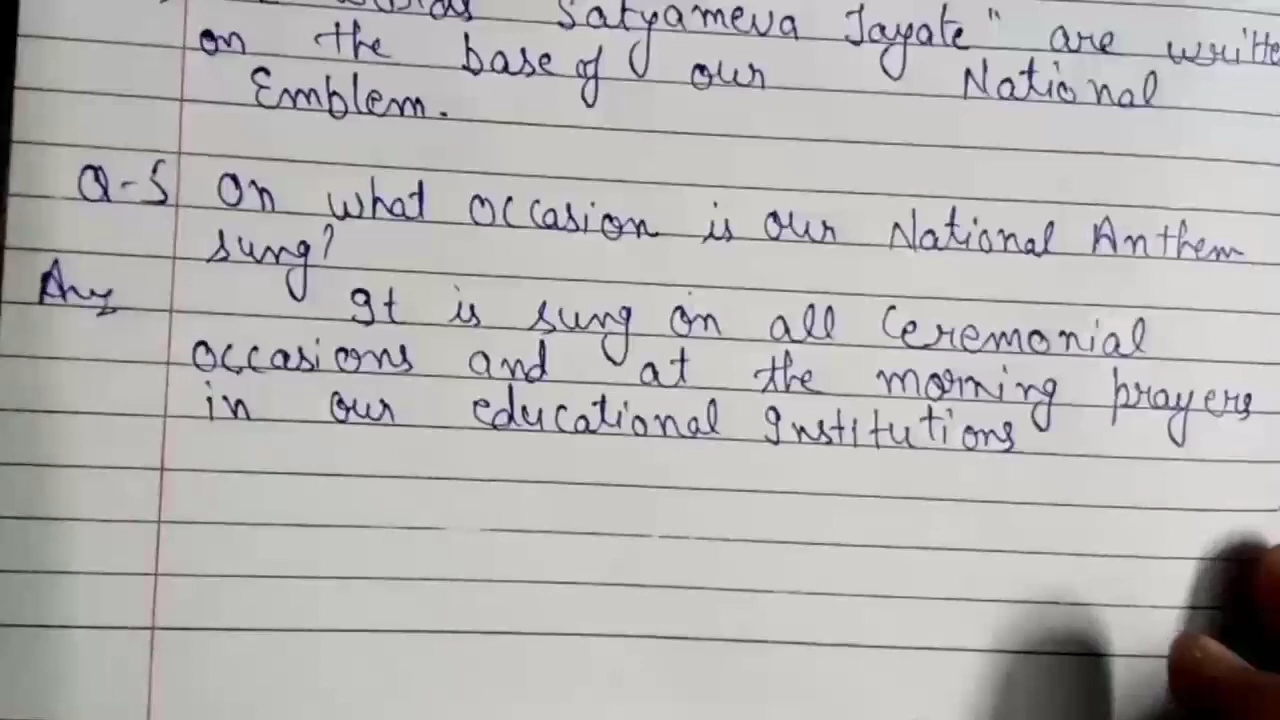 Satyameva Jayate" are
on the base of our National
Emblem.
Q-5 On what occasion is our National Anthem
sung?
Ans
It is sung on all Ceremonial
occasions and at the morning prayers
in our educational Institutions